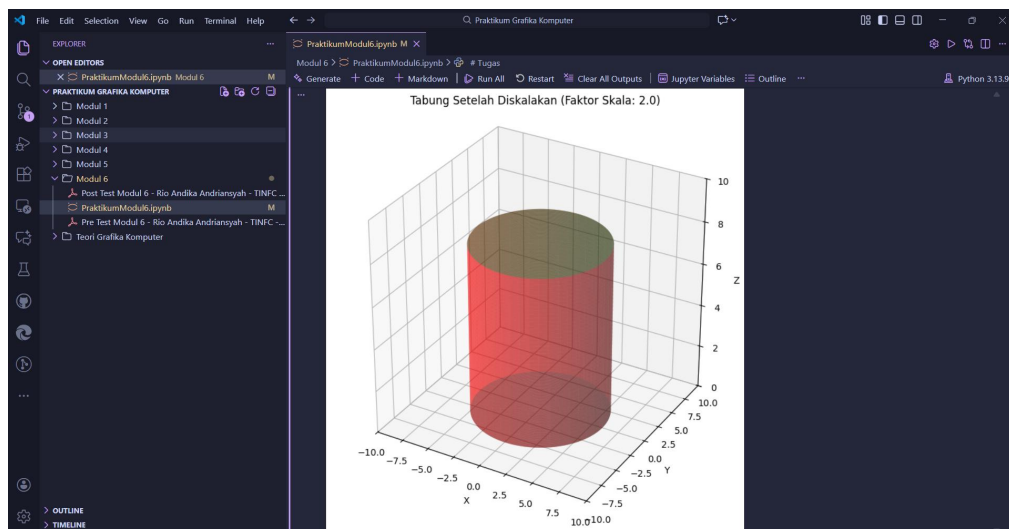 File Edit Selection View Go Run Terminal Help
Praktikum Grafika Komputer
EXPLORER
OPEN EDITORS
PraktikumModul6.ipynb Modul 6 M
PRAKTIKUM GRAFIKA KOMPUTER
Modul 1
Modul 2
Modul 3
Modul 4
Modul 5
Modul 6
Post Test Modul 6 - Rio Andika Andriansyah - TINFC ...
PraktikumModul6.ipynb M
Pre Test Modul 6 - Rio Andika Andriansyah - TINFC -...
Teori Grafika Komputer
OUTLINE
TIMELINE
1
PraktikumModul6.ipynb M
Modul 6 > PraktikumModul6.ipynb > # Tugas
Generate + Code + Markdown Run All Restart Clear All Outputs Jupyter Variables Outline ...
Python 3.13.9
Tabung Setelah Diskalakan (Faktor Skala: 2.0)
10
8
6
Z
4
2
0
10.0
7.5
5.0
2.5
0.0
Y
−2.5
−5.0
−7.5
−10.0
−10.0
−7.5
−5.0
−2.5
0.0
X
2.5
5.0
7.5
10.0